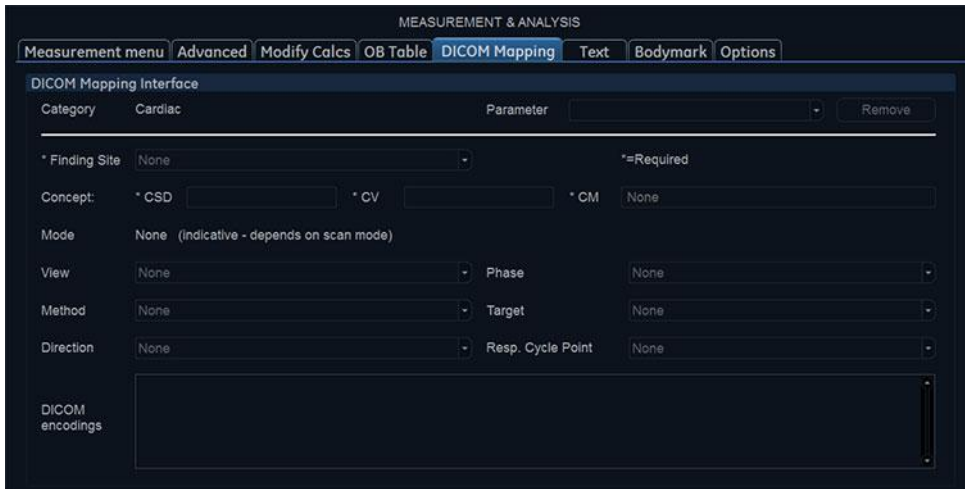 MEASUREMENT & ANALYSIS
Measurement menu Advanced Modify Calcs OB Table DICOM Mapping Text Bodymark Options
DICOM Mapping Interface
Category Cardiac Parameter Remove
* Finding Site None *=Required
Concept: * CSD * CV * CM None
Mode None (indicative - depends on scan mode)
View None Phase None
Method None Target None
Direction None Resp. Cycle Point None
DICOM
encodings